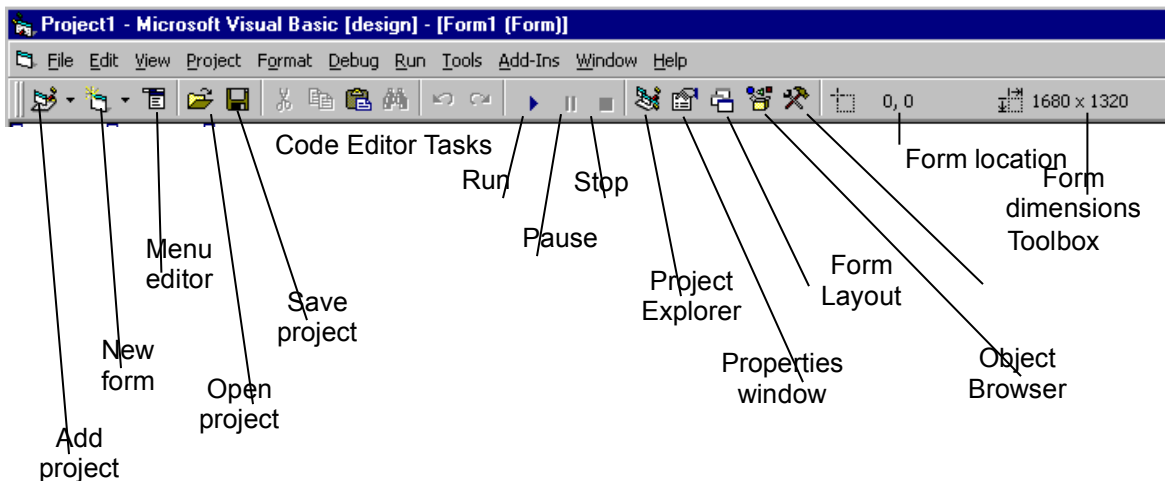 Project1 - Microsoft Visual Basic [design] - [Form1 (Form)]
File Edit View Project Format Debug Run Tools Add-Ins Window Help
0, 0 1680 x 1320
Code Editor Tasks
Run
Pause
Stop
Form location
Form
dimensions
Toolbox
Menu
editor
Save
project
New
form
Open
project
Add
project
Project
Explorer
Form
Layout
Properties
window
Object
Browser